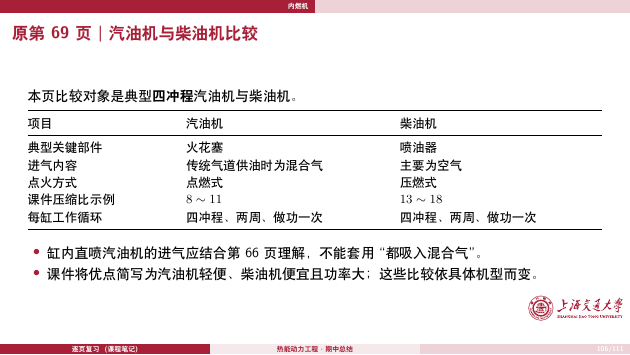 内燃机
原第 69 页 | 汽油机与柴油机比较
本页比较对象是典型四冲程汽油机与柴油机。
项目 汽油机 柴油机
典型关键部件 火花塞 喷油器
进气内容 传统气道供油时为混合气 主要为空气
点火方式 点燃式 压燃式
课件压缩比示例 8 ∼ 11 13 ∼ 18
每缸工作循环 四冲程、两周、做功一次 四冲程、两周、做功一次
• 缸内直喷汽油机的进气应结合第 66 页理解，不能套用“都吸入混合气”。
• 课件将优点简写为汽油机轻便、柴油机便宜且功率大；这些比较依具体机型而变。
上海交通大学
SHANGHAI JIAO TONG UNIVERSITY
逐页复习（课程笔记） 热能动力工程 · 期中总结 106/111